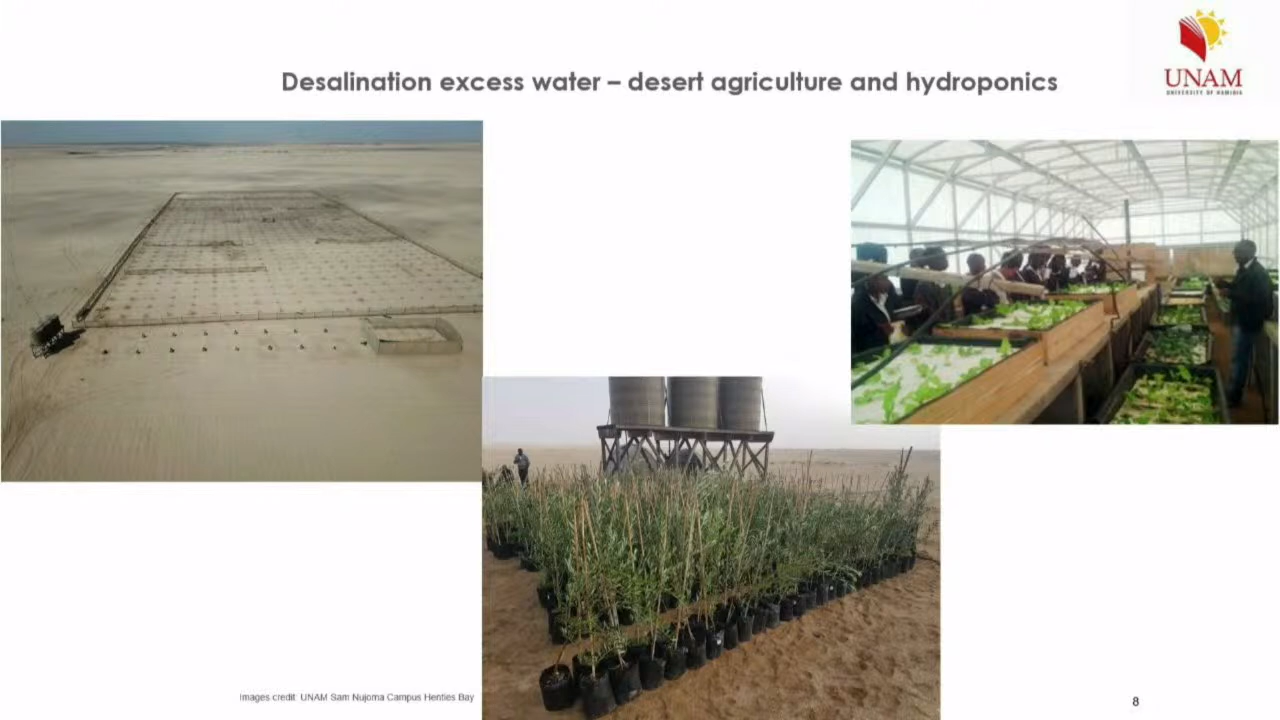 UNAM
UNIVERSITY OF NAMIBIA
Desalination excess water – desert agriculture and hydroponics
Images credit: UNAM Sam Nujoma Campus Henties Bay
8